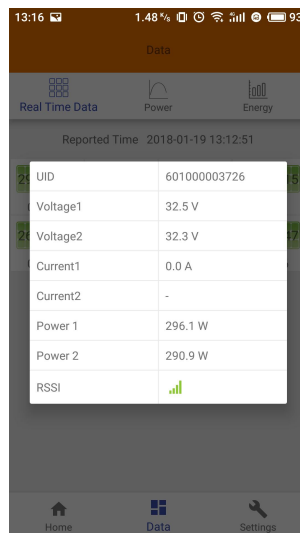 13:16 1.48 K/s 93
Data
Real Time Data Power Energy
Reported Time 2018-01-19 13:12:51
UID 601000003726
Voltage1 32.5 V
Voltage2 32.3 V
Current1 0.0 A
Current2 -
Power 1 296.1 W
Power 2 290.9 W
RSSI
Home Data Settings